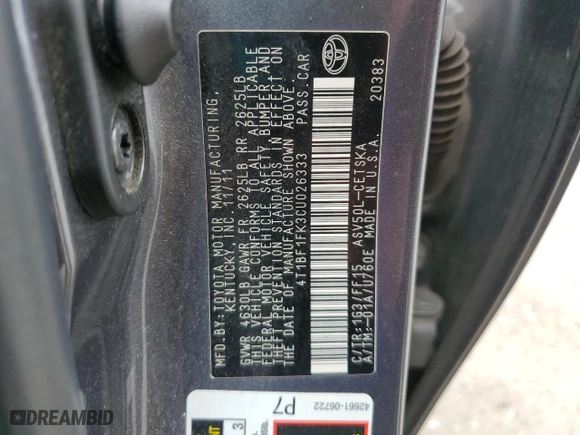 MFD.BY: TOYOTA MOTOR MANUFACTURING,
KENTUCKY, INC. 11/11
GVWR 4630LB GAWR FR 2625LB RR 2625LB
THIS VEHICLE CONFORMS TO ALL APPLICABLE
FEDERAL MOTOR VEHICLE SAFETY, BUMPER AND
THEFT PREVENTION STANDARDS IN EFFECT ON
THE DATE OF MANUFACTURE SHOWN ABOVE.
4T1BF1FK3CU026333 PASS.CAR
C/TR: 1G3/FF15 ASV50L-CETSKA
A/TM:-01A/U760E MADE IN U.S.A. 20383
42661-06722
P7
3
DREAMBID